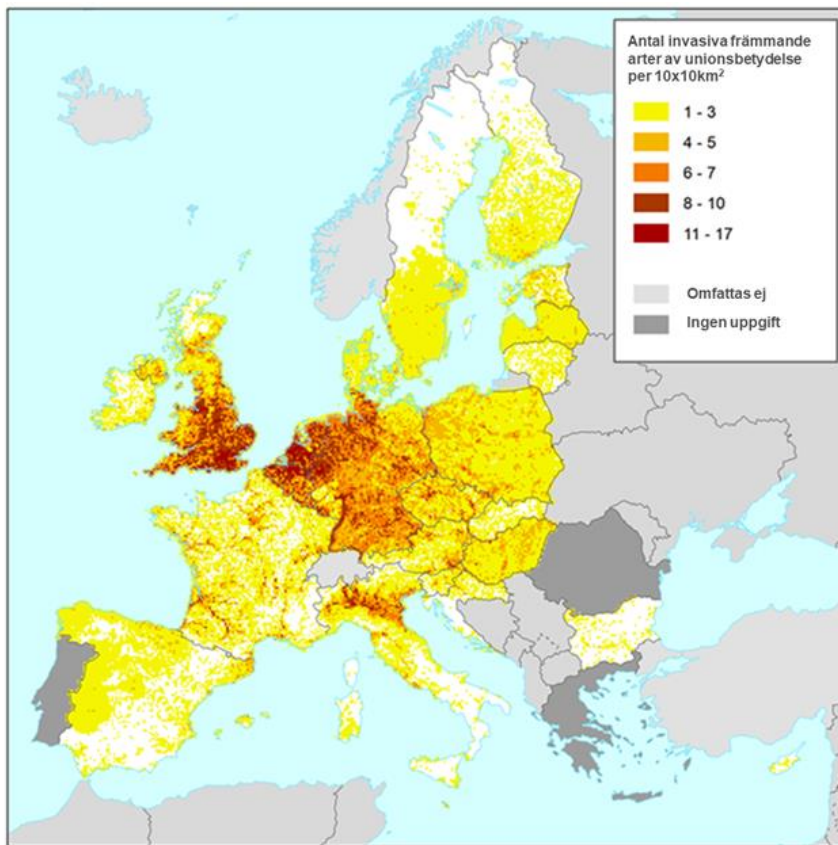 Antal invasiva främmande
arter av unionsbetydelse
per 10x10km²
1 - 3
4 - 5
6 - 7
8 - 10
11 - 17
Omfattas ej
Ingen uppgift